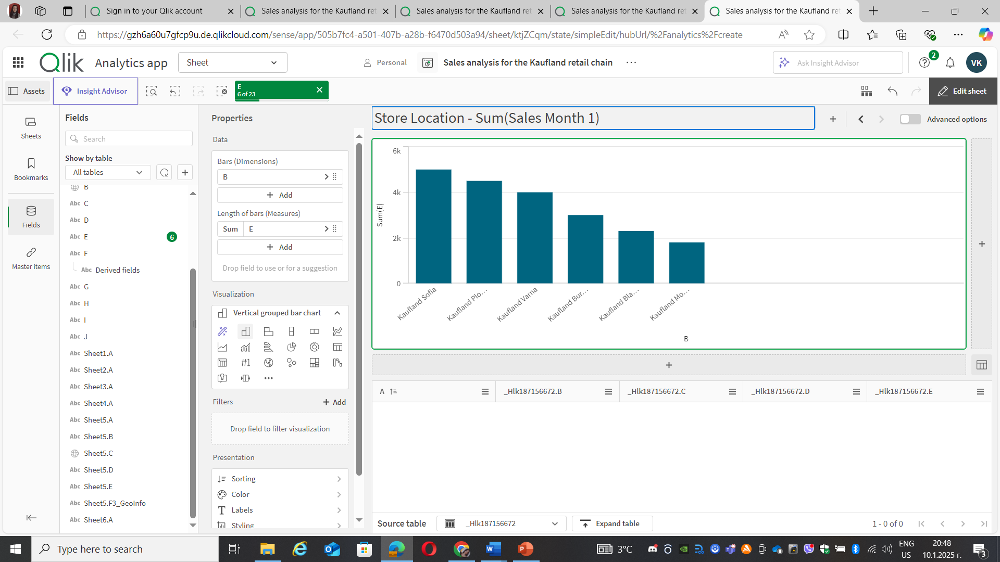 Sign in to your Qlik account
Sales analysis for the Kaufland ret
Sales analysis for the Kaufland ret
Sales analysis for the Kaufland ret
Sales analysis for the Kaufland ret
https://gzh6a60u7gfcp9u.de.qlikcloud.com/sense/app/505b7fc4-a501-407b-a28b-f6470d503a94/sheet/ktjZCqm/state/simpleEdit/hubUrl/%2Fanalytics%2Fcreate
Qlik
Analytics app
Sheet
Personal
Sales analysis for the Kaufland retail chain
Ask Insight Advisor
2
VK
Assets
Insight Advisor
E
6 of 23
Edit sheet
Sheets
Bookmarks
Fields
Master items
Fields
Search
Show by table
All tables
B
Abc C
Abc D
Abc E 6
Abc F
Abc Derived fields
Abc G
Abc H
Abc I
Abc J
Abc Sheet1.A
Abc Sheet2.A
Abc Sheet3.A
Abc Sheet4.A
Abc Sheet5.A
Abc Sheet5.B
Sheet5.C
Abc Sheet5.D
Abc Sheet5.E
Abc Sheet5.F3_GeoInfo
Abc Sheet6.A
Properties
Data
Bars (Dimensions)
B
+ Add
Length of bars (Measures)
Sum E
+ Add
Drop field to use or for a suggestion
Visualization
Vertical grouped bar chart
#1
Filters
+ Add
Drop field to filter visualization
Presentation
Sorting
Color
Labels
Styling
Store Location - Sum(Sales Month 1)
Advanced options
6k
4k
2k
0
Sum(E)
Kaufland Sofia
Kaufland Plo...
Kaufland Varna
Kaufland Bur...
Kaufland Bla...
Kaufland Mo...
B
A
_Hlk187156672.B
_Hlk187156672.C
_Hlk187156672.D
_Hlk187156672.E
Source table
_Hlk187156672
Expand table
1 - 0 of 0
Type here to search
3°C
ENG
US
20:48
10.1.2025 г.
3